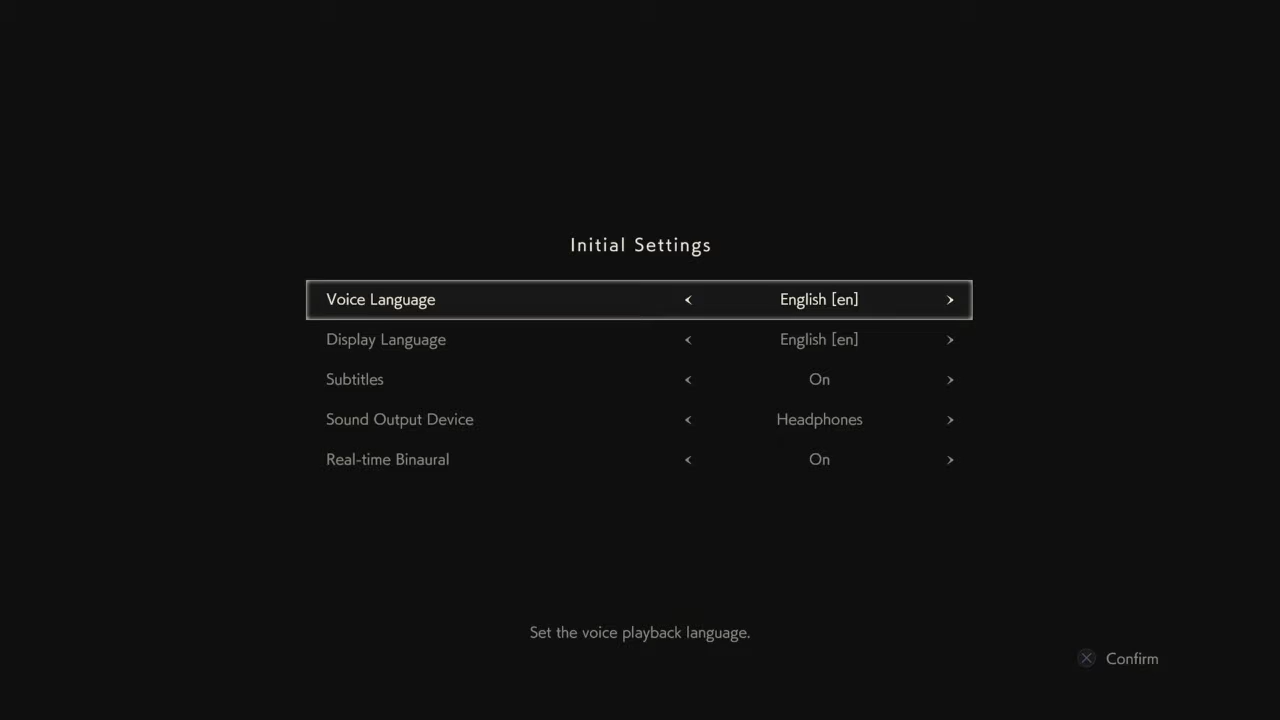 Initial Settings
Voice Language < English [en] >
Display Language < English [en] >
Subtitles < On >
Sound Output Device < Headphones >
Real-time Binaural < On >
Set the voice playback language.
Confirm